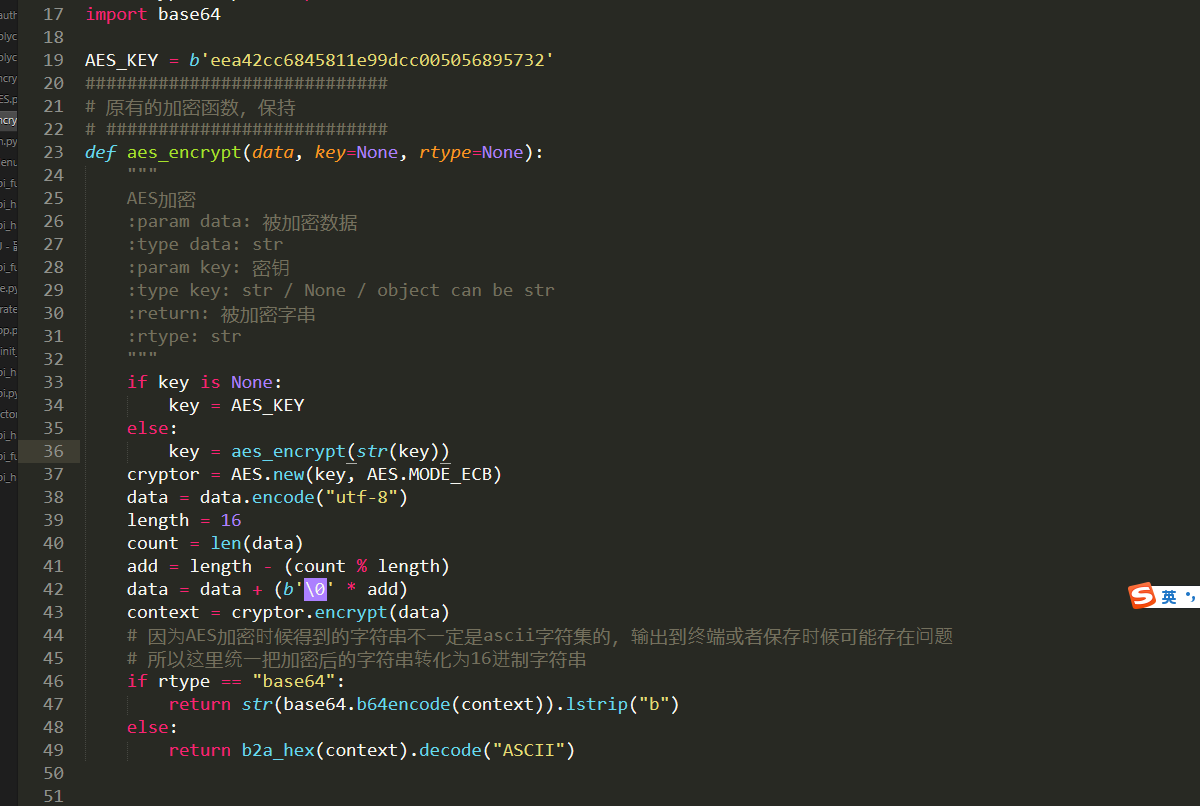 17 import base64
18
19 AES_KEY = b'eea42cc6845811e99dcc005056895732'
20 #############################
21 # 原有的加密函数，保持
22 # ###########################
23 def aes_encrypt(data, key=None, rtype=None):
24 """
25 AES加密
26 :param data: 被加密数据
27 :type data: str
28 :param key: 密钥
29 :type key: str / None / object can be str
30 :return: 被加密字串
31 :rtype: str
32 """
33 if key is None:
34 key = AES_KEY
35 else:
36 key = aes_encrypt(str(key))
37 cryptor = AES.new(key, AES.MODE_ECB)
38 data = data.encode("utf-8")
39 length = 16
40 count = len(data)
41 add = length - (count % length)
42 data = data + (b'\0' * add)
43 context = cryptor.encrypt(data)
44 # 因为AES加密时候得到的字符串不一定是ascii字符集的，输出到终端或者保存时候可能存在问题
45 # 所以这里统一把加密后的字符串转化为16进制字符串
46 if rtype == "base64":
47 return str(base64.b64encode(context)).lstrip("b")
48 else:
49 return b2a_hex(context).decode("ASCII")
50
51
英